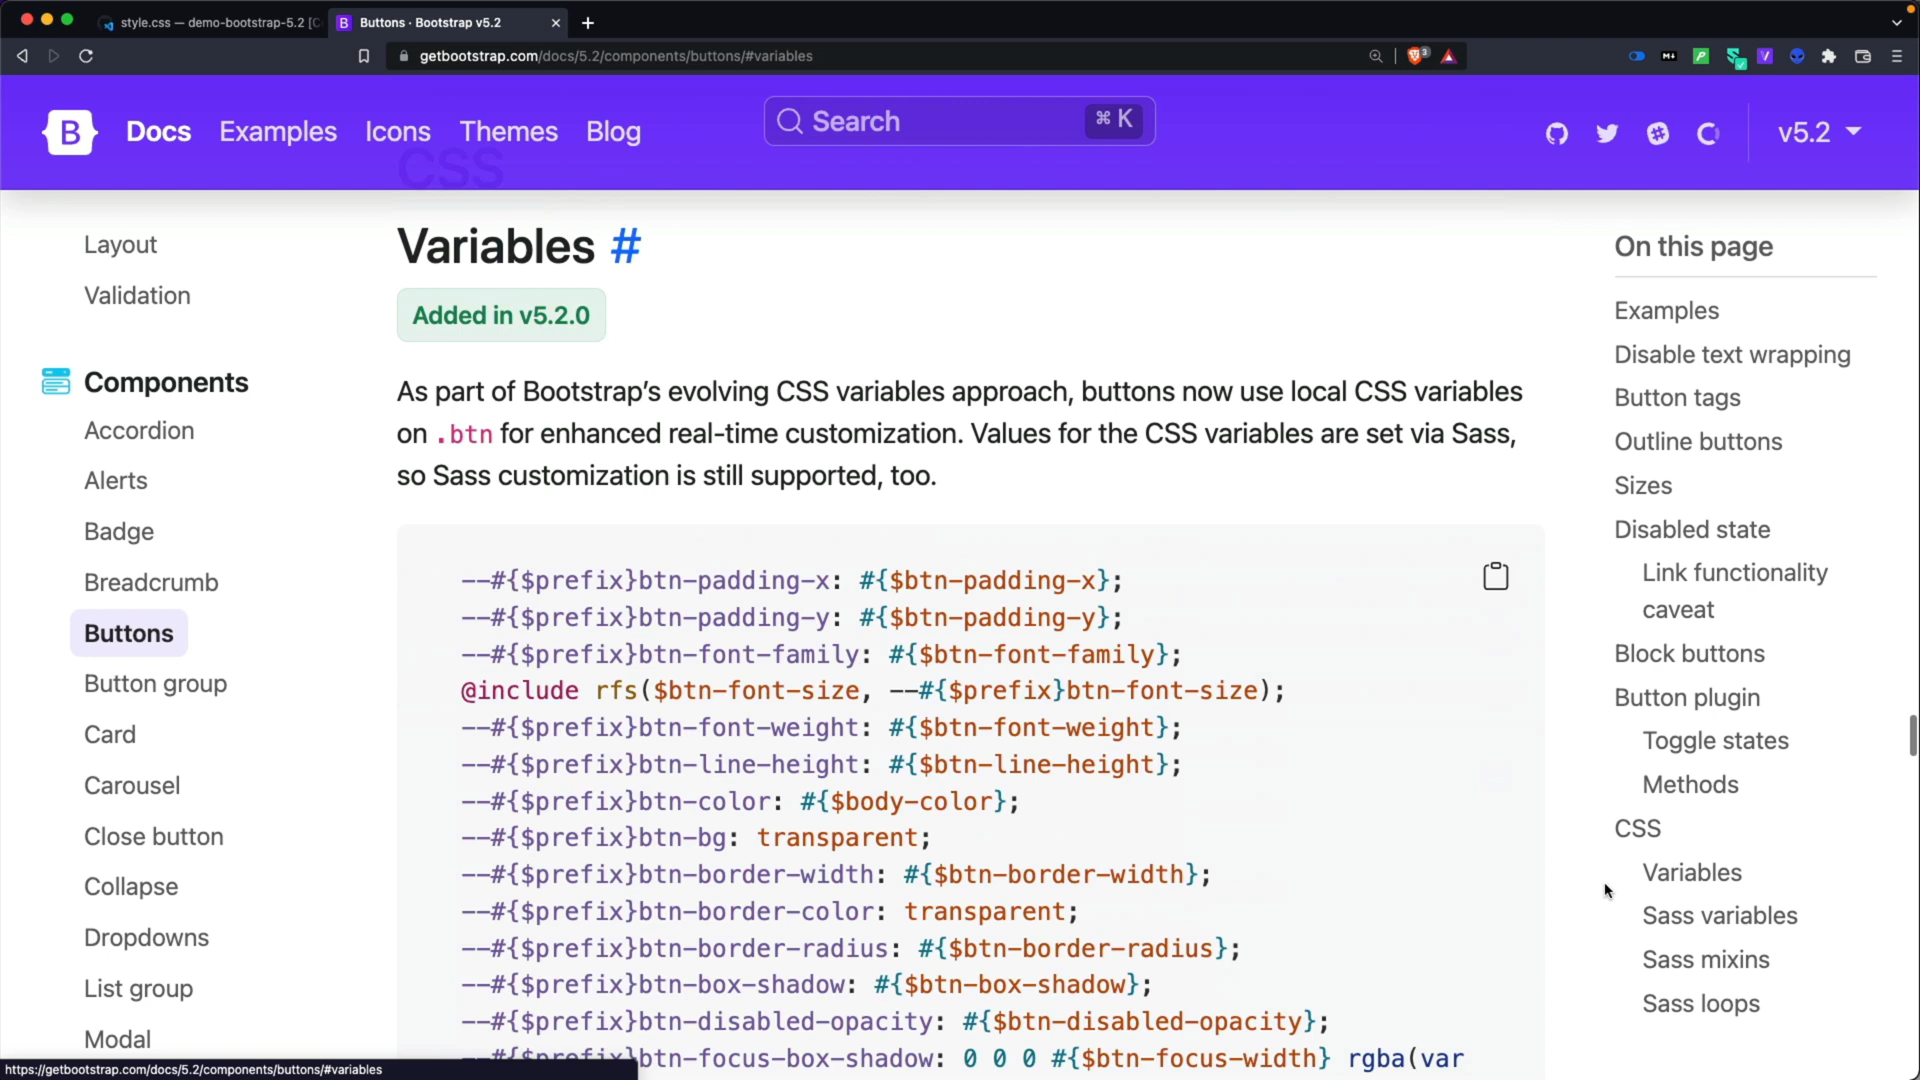 style.css — demo-bootstrap-5.2 [C
B
Buttons · Bootstrap v5.2
getbootstrap.com/docs/5.2/components/buttons/#variables
3
M↓
P
V
B
Docs
Examples
Icons
Themes
Blog
Search
⌘ K
v5.2
CSS
Layout
Validation
Components
Accordion
Alerts
Badge
Breadcrumb
Buttons
Button group
Card
Carousel
Close button
Collapse
Dropdowns
List group
Modal
Variables #
Added in v5.2.0
As part of Bootstrap’s evolving CSS variables approach, buttons now use local CSS variables
on .btn for enhanced real-time customization. Values for the CSS variables are set via Sass,
so Sass customization is still supported, too.
--#{$prefix}btn-padding-x: #{$btn-padding-x};
--#{$prefix}btn-padding-y: #{$btn-padding-y};
--#{$prefix}btn-font-family: #{$btn-font-family};
@include rfs($btn-font-size, --#{$prefix}btn-font-size);
--#{$prefix}btn-font-weight: #{$btn-font-weight};
--#{$prefix}btn-line-height: #{$btn-line-height};
--#{$prefix}btn-color: #{$body-color};
--#{$prefix}btn-bg: transparent;
--#{$prefix}btn-border-width: #{$btn-border-width};
--#{$prefix}btn-border-color: transparent;
--#{$prefix}btn-border-radius: #{$btn-border-radius};
--#{$prefix}btn-box-shadow: #{$btn-box-shadow};
--#{$prefix}btn-disabled-opacity: #{$btn-disabled-opacity};
--#{$prefix}btn-focus-box-shadow: 0 0 0 #{$btn-focus-width} rgba(var
On this page
Examples
Disable text wrapping
Button tags
Outline buttons
Sizes
Disabled state
Link functionality
caveat
Block buttons
Button plugin
Toggle states
Methods
CSS
Variables
Sass variables
Sass mixins
Sass loops
https://getbootstrap.com/docs/5.2/components/buttons/#variables